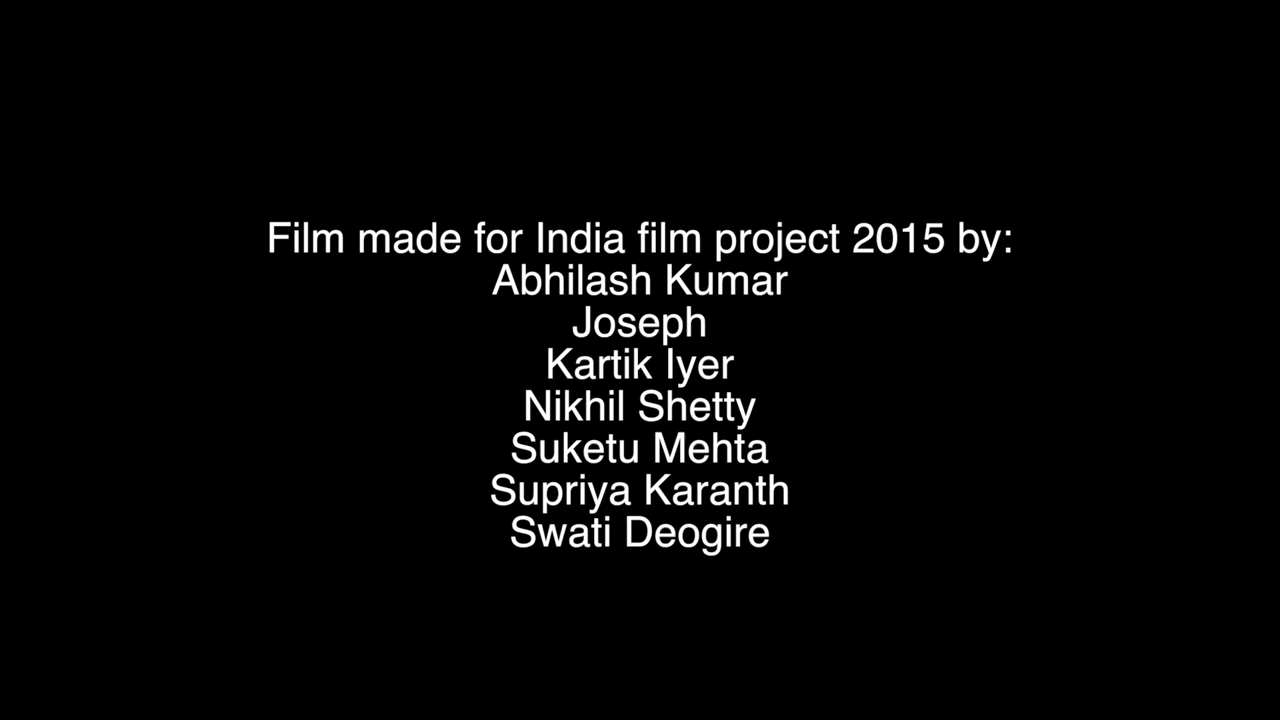 Film made for India film project 2015 by:
Abhilash Kumar
Joseph
Kartik Iyer
Nikhil Shetty
Suketu Mehta
Supriya Karanth
Swati Deogire